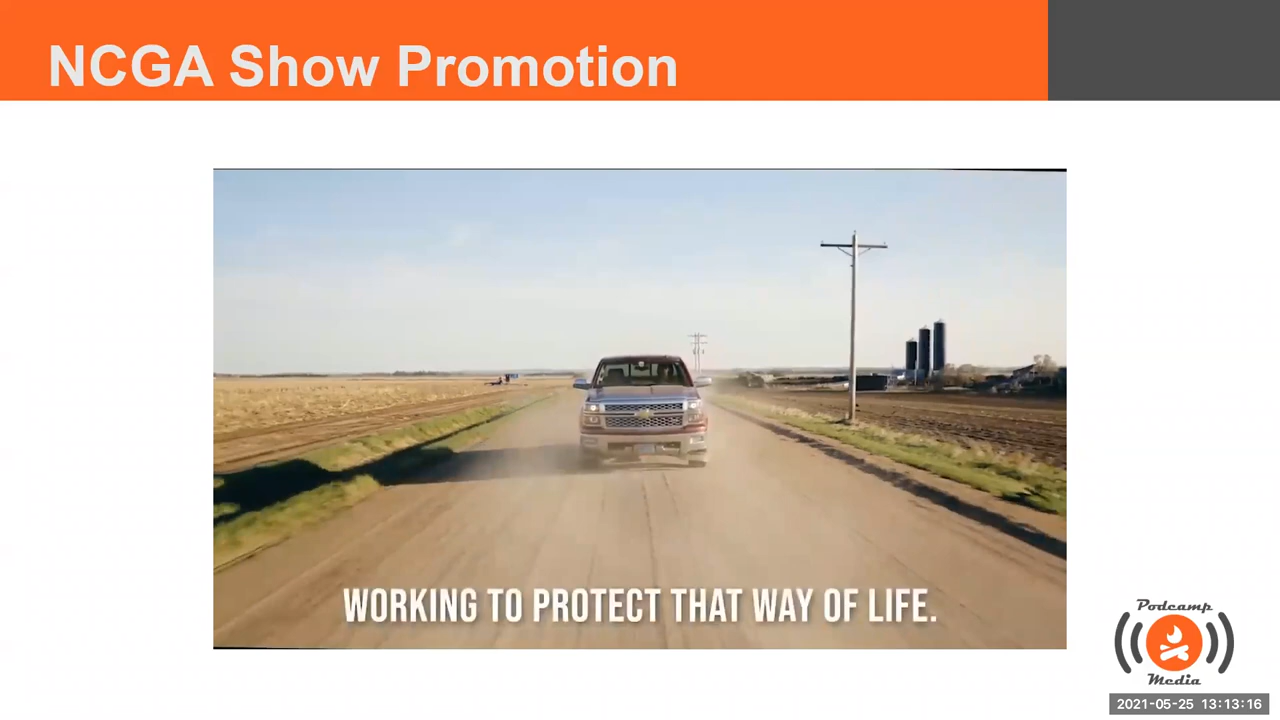 NCGA Show Promotion
WORKING TO PROTECT THAT WAY OF LIFE.
Podcamp
Media
2021-05-25 13:13:16